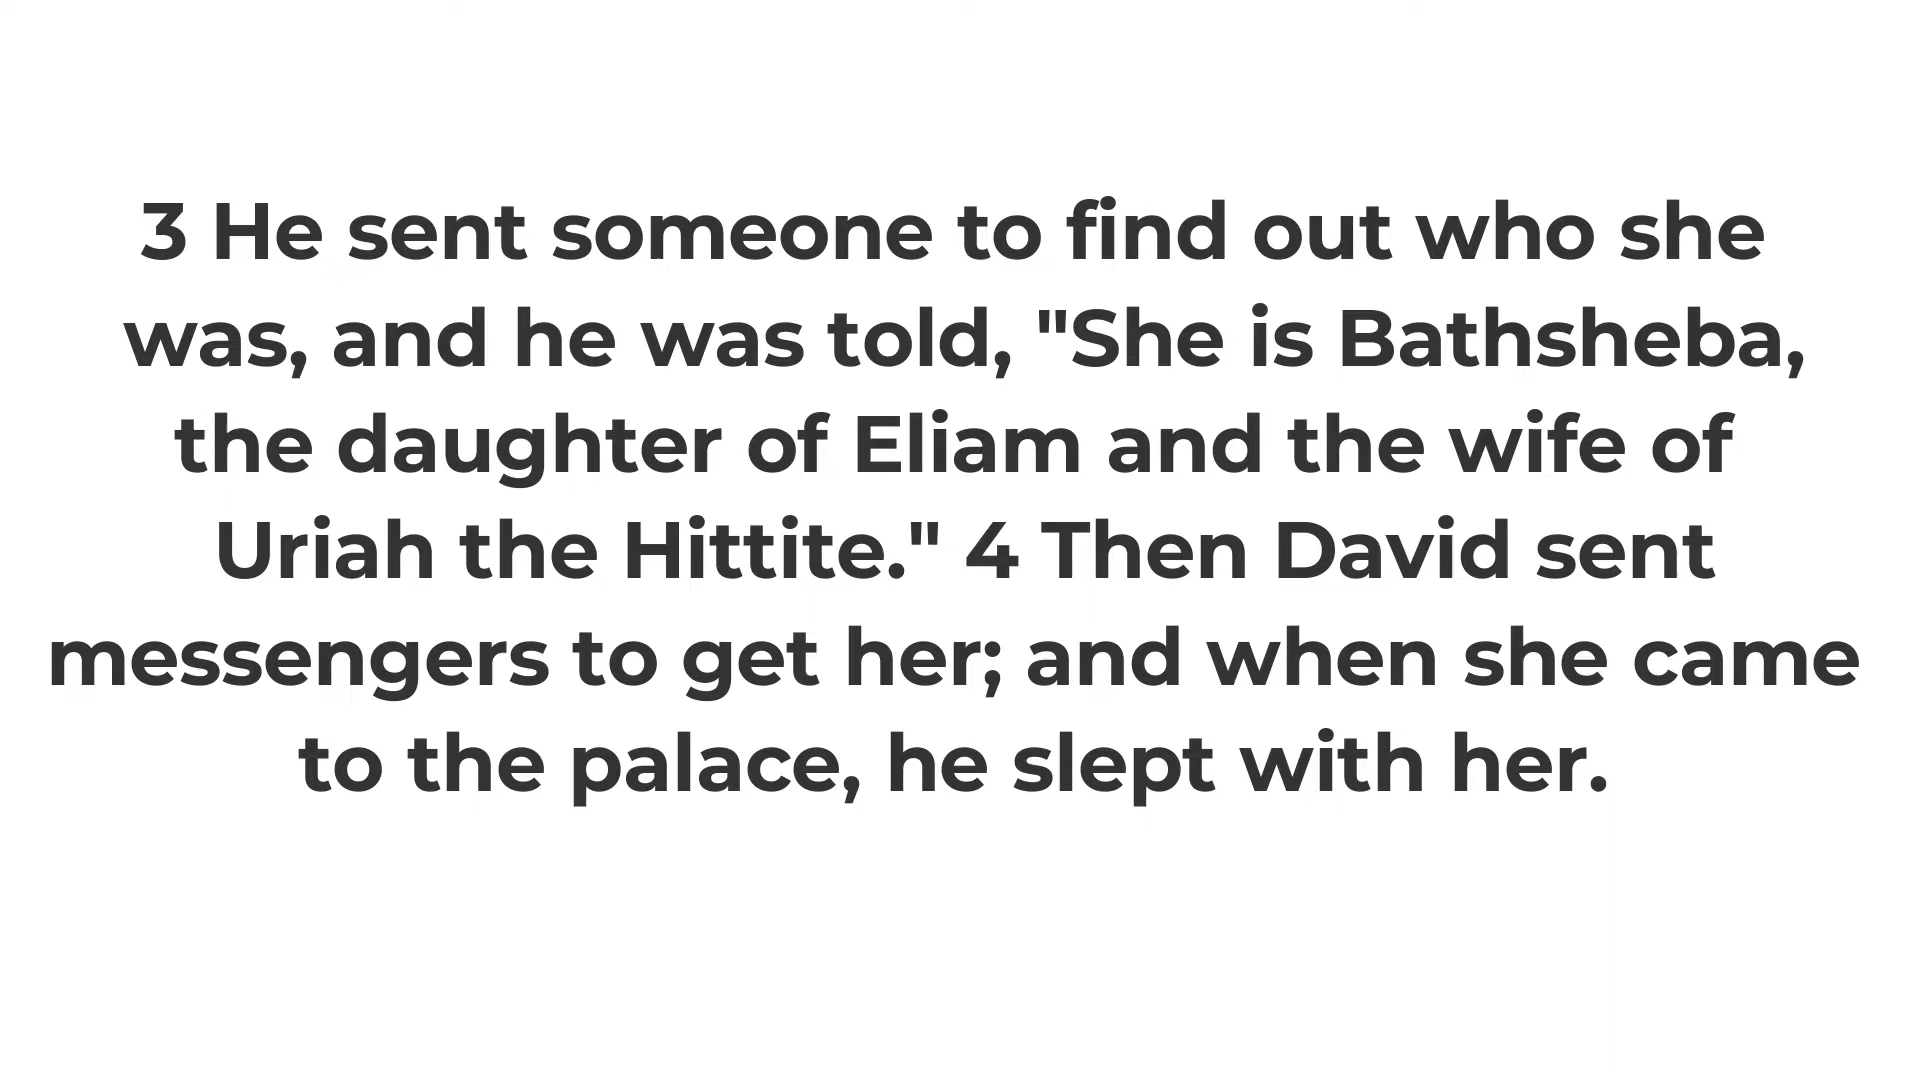 3 He sent someone to find out who she
was, and he was told, "She is Bathsheba,
the daughter of Eliam and the wife of
Uriah the Hittite." 4 Then David sent
messengers to get her; and when she came
to the palace, he slept with her.